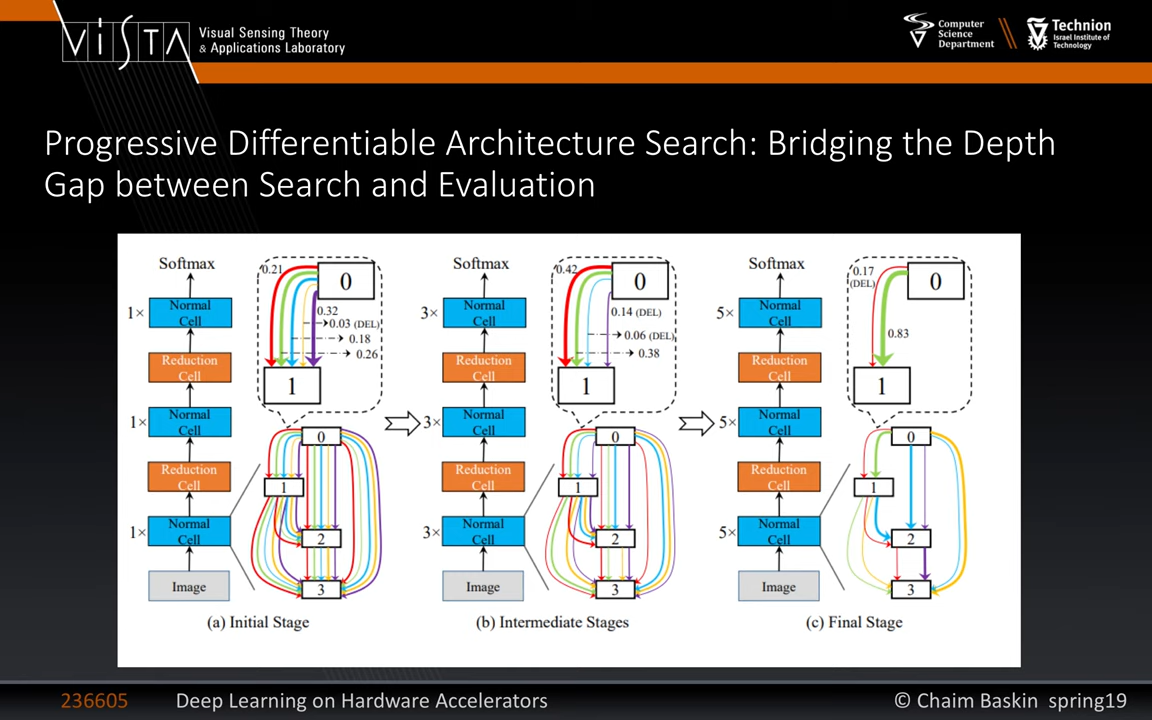 ViSTA
Visual Sensing Theory
& Applications Laboratory
Computer
Science
Department
Technion
Israel Institute of
Technology
Progressive Differentiable Architecture Search: Bridging the Depth
Gap between Search and Evaluation
Softmax
1×
Normal
Cell
Reduction
Cell
1×
Normal
Cell
Reduction
Cell
1×
Normal
Cell
Image
0.21
0
0.32
0.03 (DEL)
0.18
0.26
1
0
1
2
3
(a) Initial Stage
Softmax
3×
Normal
Cell
Reduction
Cell
3×
Normal
Cell
Reduction
Cell
3×
Normal
Cell
Image
0.42
0
0.14 (DEL)
0.06 (DEL)
0.38
1
0
1
2
3
(b) Intermediate Stages
Softmax
5×
Normal
Cell
Reduction
Cell
5×
Normal
Cell
Reduction
Cell
5×
Normal
Cell
Image
0.17
(DEL)
0
0.83
1
0
1
2
3
(c) Final Stage
236605
Deep Learning on Hardware Accelerators
© Chaim Baskin spring19